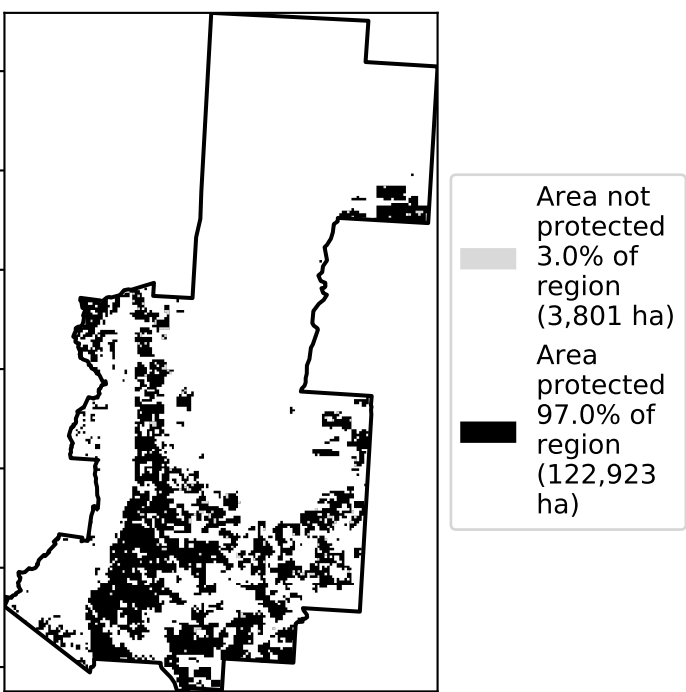 Area not
protected
3.0% of
region
(3,801 ha)
Area
protected
97.0% of
region
(122,923
ha)